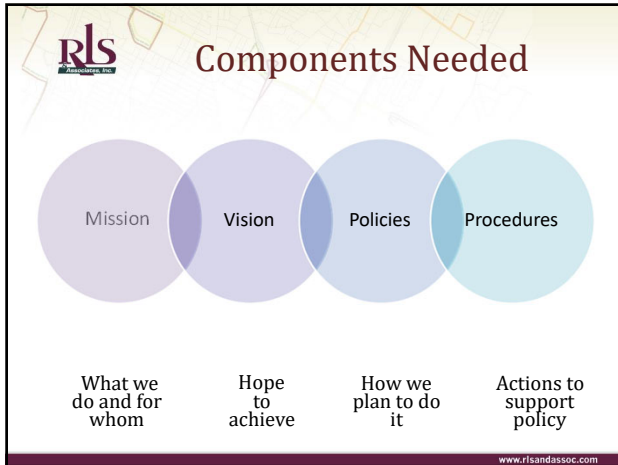 RLS
& Associates, Inc.
Components Needed
Mission
Vision
Policies
Procedures
What we
do and for
whom
Hope
to
achieve
How we
plan to do
it
Actions to
support
policy
www.rlsandassoc.com